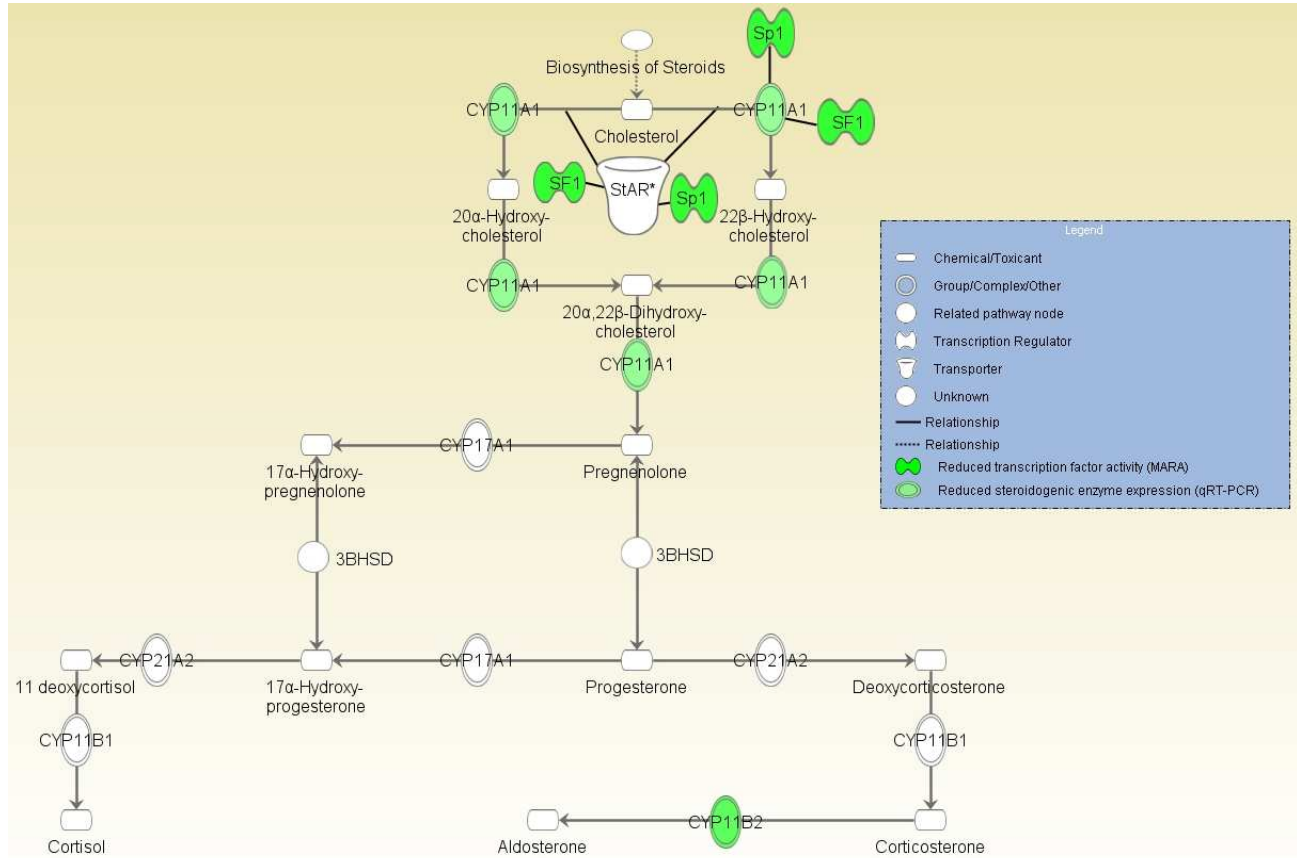 Sp1
Biosynthesis of Steroids
CYP11A1
CYP11A1
SF1
Cholesterol
StAR*
SF1
Sp1
20α-Hydroxy-
cholesterol
22β-Hydroxy-
cholesterol
CYP11A1
CYP11A1
20α,22β-Dihydroxy-
cholesterol
CYP11A1
CYP17A1
17α-Hydroxy-
pregnenolone
Pregnenolone
3BHSD
3BHSD
CYP21A2
CYP17A1
CYP21A2
11 deoxycortisol
17α-Hydroxy-
progesterone
Progesterone
Deoxycorticosterone
CYP11B1
CYP11B1
CYP11B2
Cortisol
Aldosterone
Corticosterone
Legend
Chemical/Toxicant
Group/Complex/Other
Related pathway node
Transcription Regulator
Transporter
Unknown
Relationship
Relationship
Reduced transcription factor activity (MARA)
Reduced steroidogenic enzyme expression (qRT-PCR)